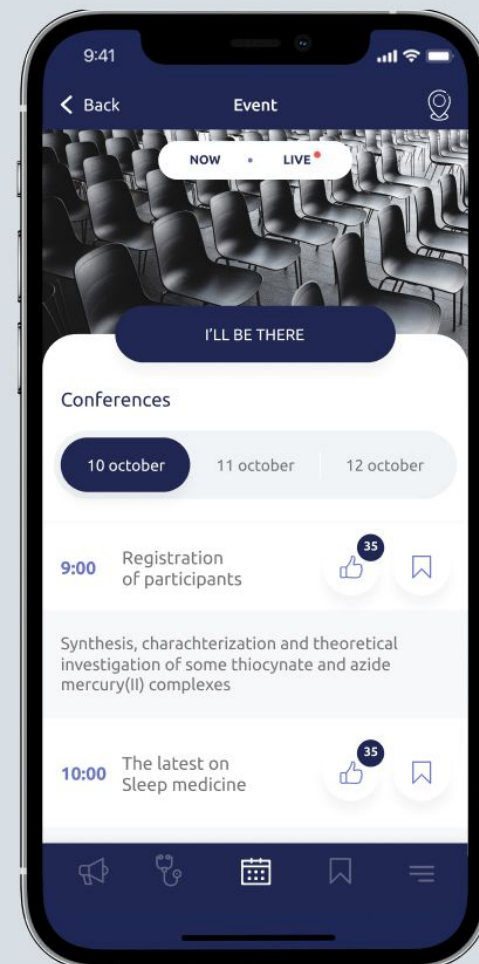 9:41
Back
Event
NOW • LIVE
I'LL BE THERE
Conferences
10 october
11 october
12 october
9:00
Registration
of participants
35
Synthesis, charachterization and theoretical
investigation of some thiocynate and azide
mercury(II) complexes
10:00
The latest on
Sleep medicine
35